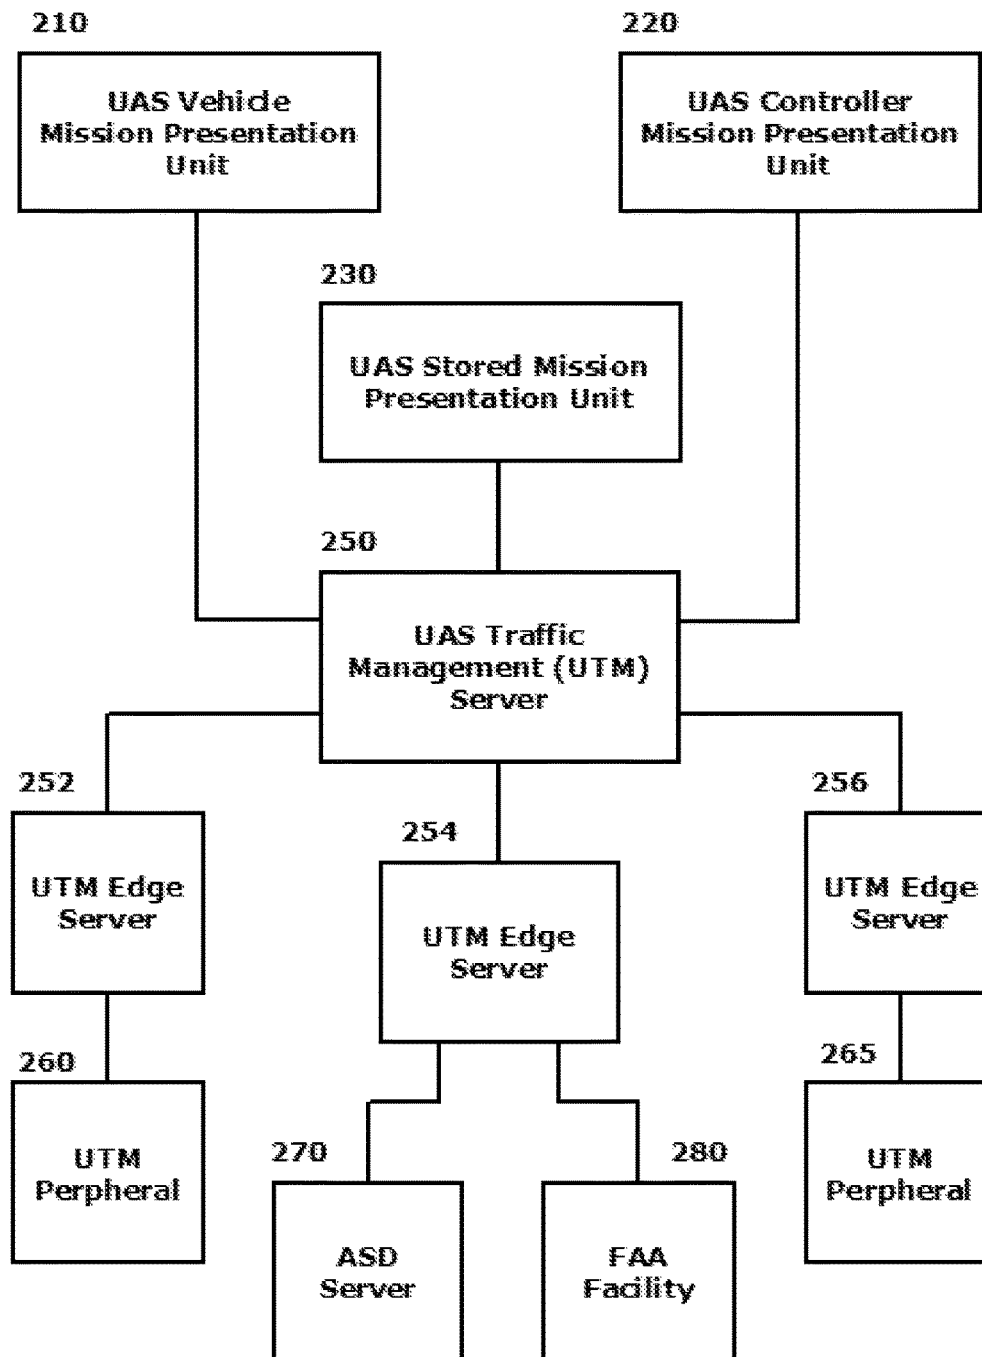 210
UAS Vehicle
Mission Presentation
Unit
220
UAS Controller
Mission Presentation
Unit
230
UAS Stored Mission
Presentation Unit
250
UAS Traffic
Management (UTM)
Server
252
UTM Edge
Server
254
UTM Edge
Server
256
UTM Edge
Server
260
UTM
Perpheral
265
UTM
Perpheral
270
ASD
Server
280
FAA
Facility